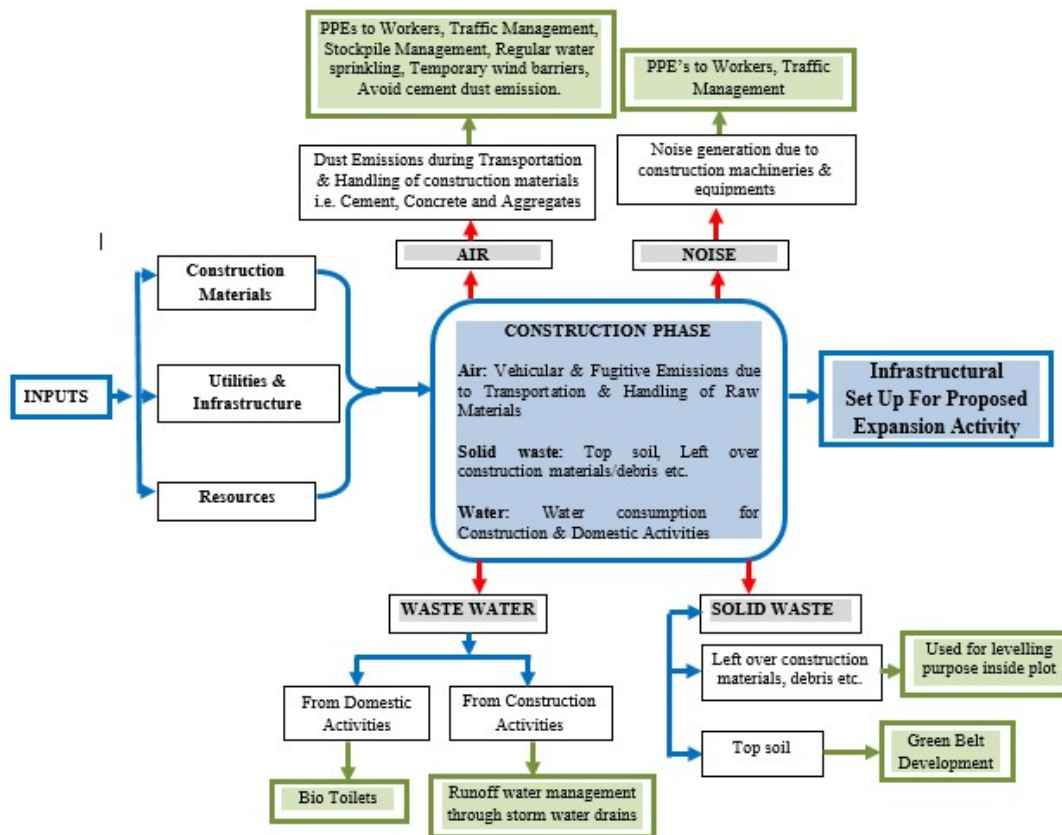 PPEs to Workers, Traffic Management,
Stockpile Management, Regular water
sprinkling, Temporary wind barriers,
Avoid cement dust emission.
PPE's to Workers, Traffic
Management
Dust Emissions during Transportation
& Handling of construction materials
i.e. Cement, Concrete and Aggregates
Noise generation due to
construction machineries &
equipments
AIR
NOISE
Construction
Materials
INPUTS
Utilities &
Infrastructure
Resources
CONSTRUCTION PHASE
Air: Vehicular & Fugitive Emissions due
to Transportation & Handling of Raw
Materials
Solid waste: Top soil, Left over
construction materials/debris etc.
Water: Water consumption for
Construction & Domestic Activities
Infrastructural
Set Up For Proposed
Expansion Activity
WASTE WATER
SOLID WASTE
From Domestic
Activities
From Construction
Activities
Bio Toilets
Runoff water management
through storm water drains
Left over construction
materials, debris etc.
Used for levelling
purpose inside plot
Top soil
Green Belt
Development